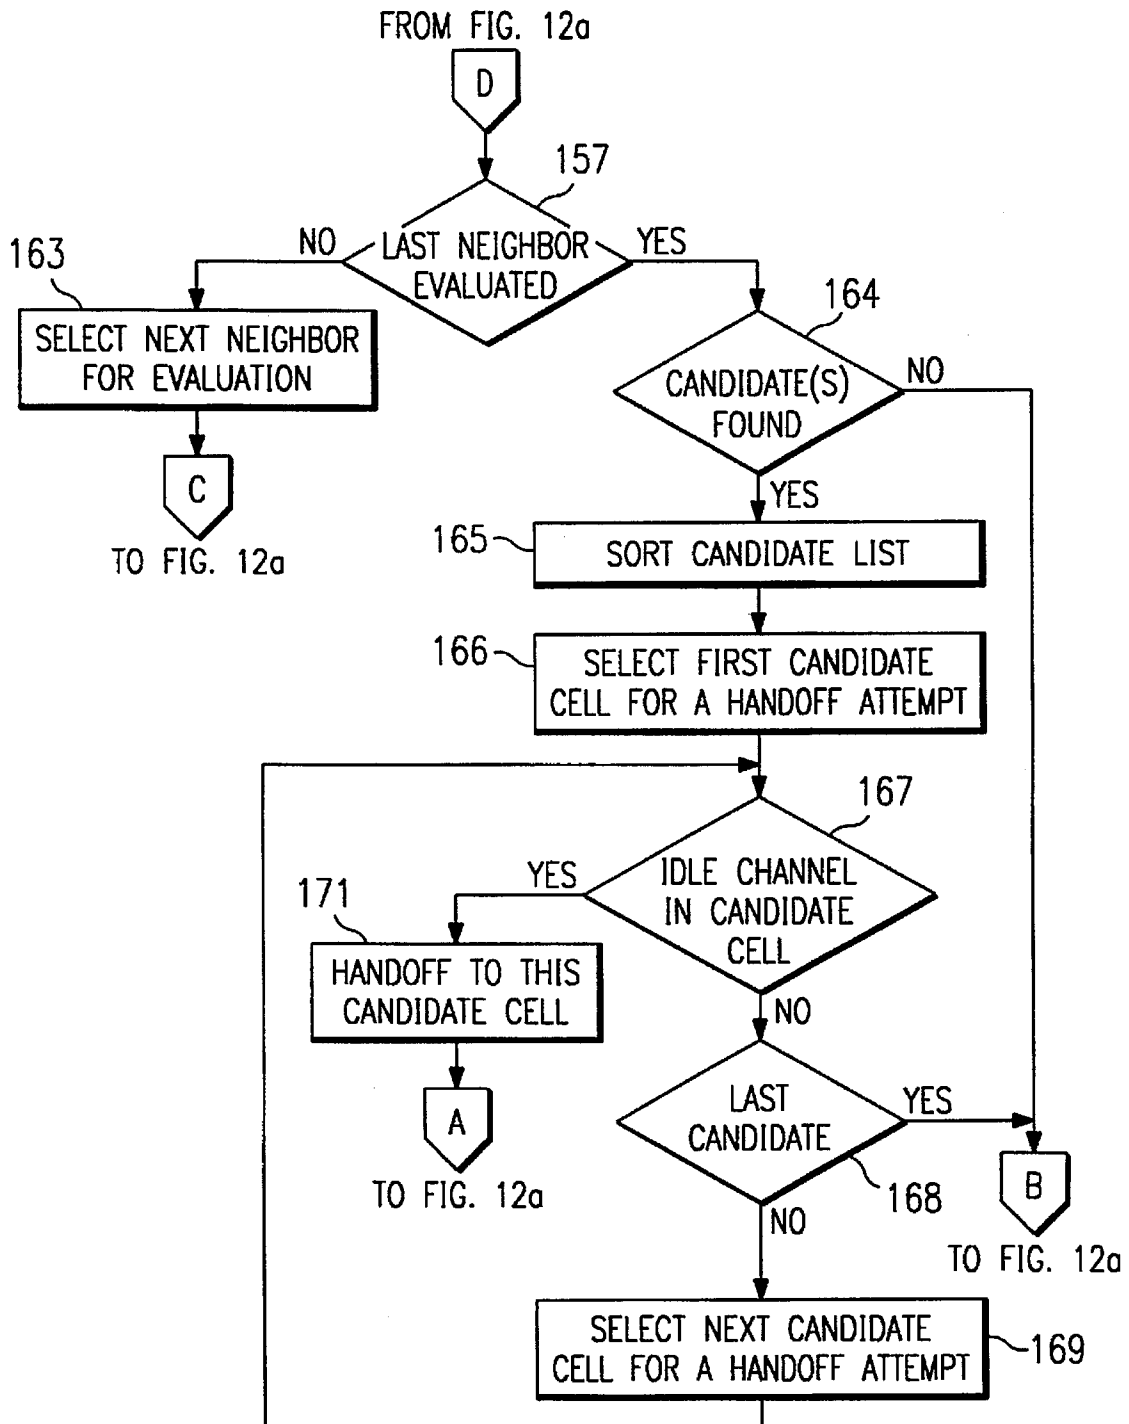 FROM FIG. 12a
D
157
LAST NEIGHBOR
EVALUATED
NO
YES
163
SELECT NEXT NEIGHBOR
FOR EVALUATION
C
TO FIG. 12a
164
CANDIDATE(S)
FOUND
NO
YES
165
SORT CANDIDATE LIST
166
SELECT FIRST CANDIDATE
CELL FOR A HANDOFF ATTEMPT
167
IDLE CHANNEL
IN CANDIDATE
CELL
YES
171
HANDOFF TO THIS
CANDIDATE CELL
A
TO FIG. 12a
NO
LAST
CANDIDATE
YES
168
B
TO FIG. 12a
NO
SELECT NEXT CANDIDATE
CELL FOR A HANDOFF ATTEMPT
169